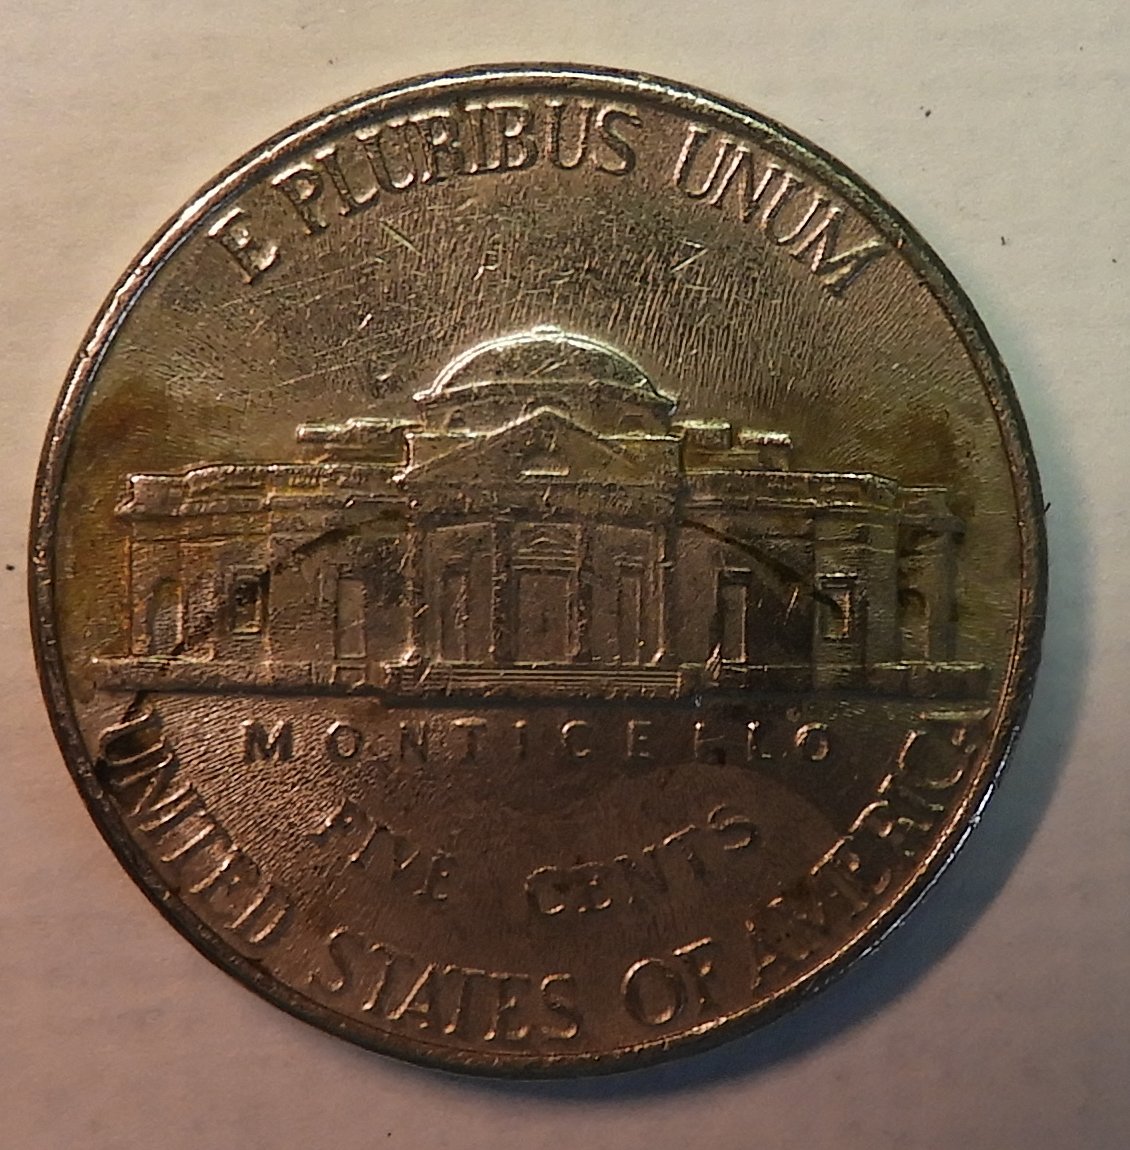 E PLURIBUS UNUM
MONTICELLO
FIVE CENTS
UNITED STATES OF AMERICA